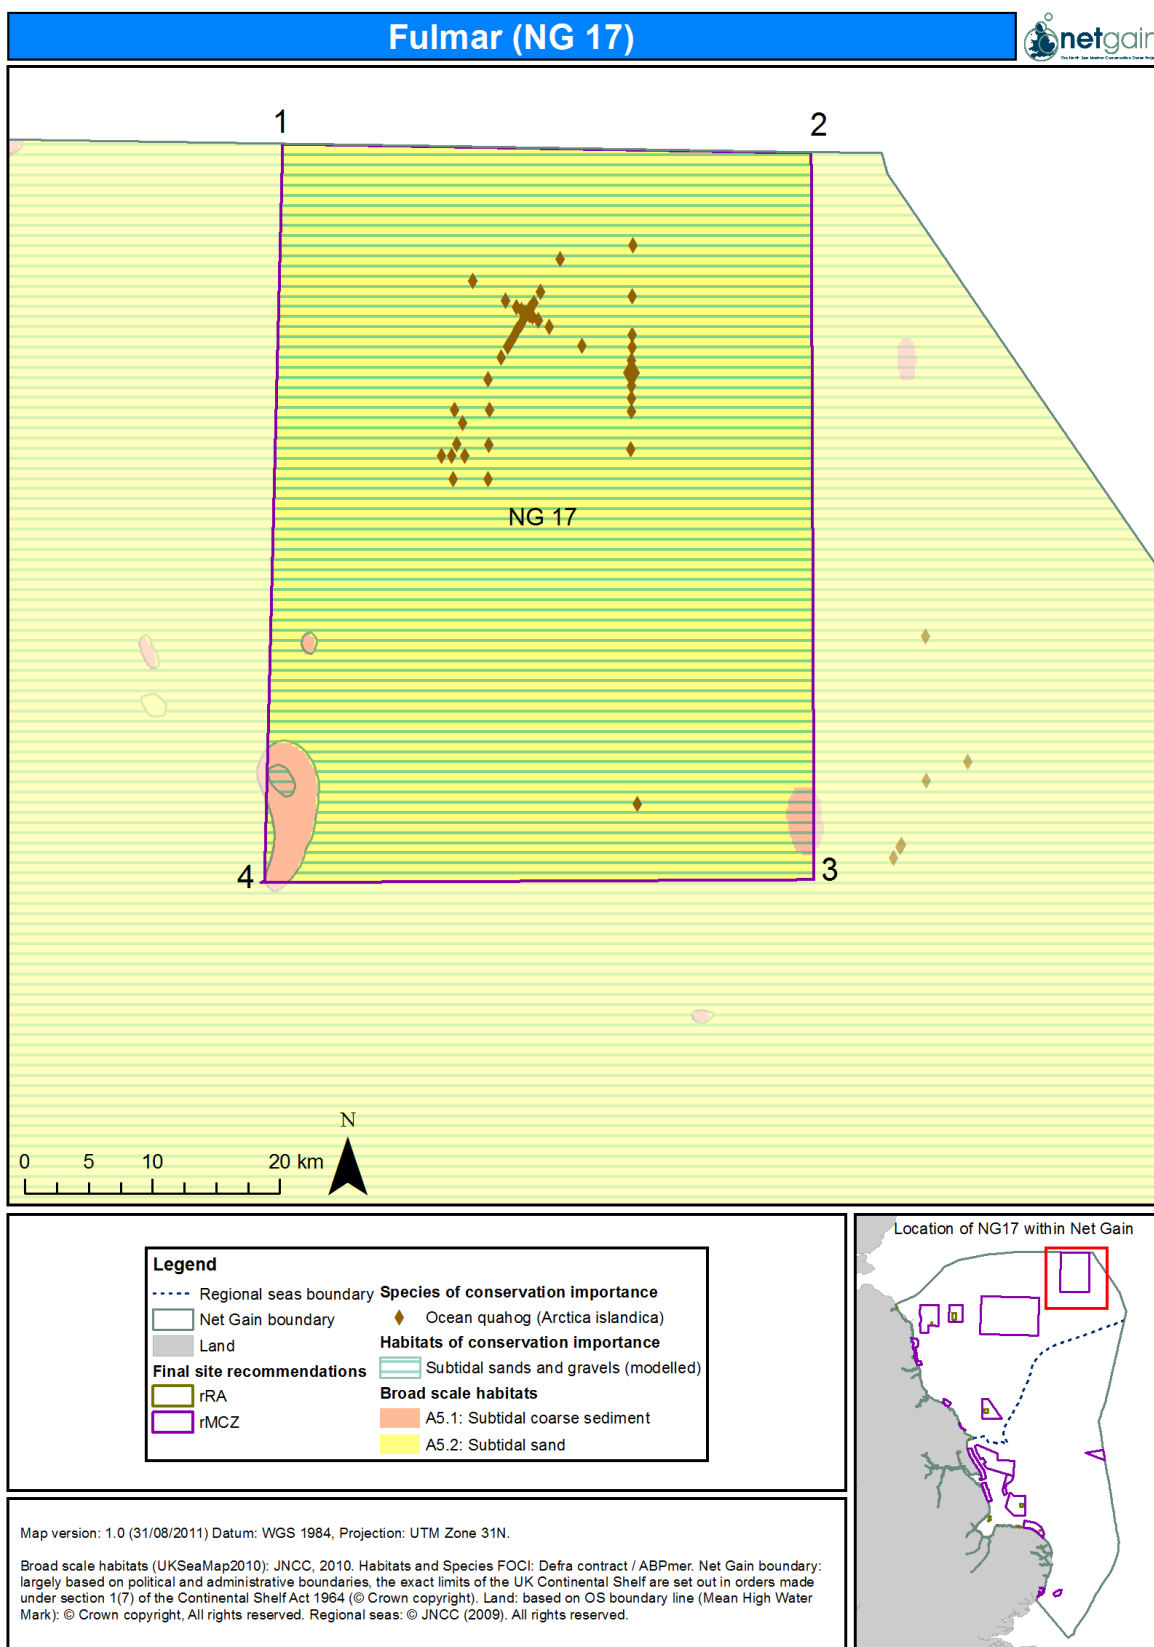 Fulmar (NG 17)
netgain
1
2
NG 17
4
3
N
0 5 10 20 km
Legend
Regional seas boundary
Net Gain boundary
Land
Final site recommendations
rRA
rMCZ
Species of conservation importance
Ocean quahog (Arctica islandica)
Habitats of conservation importance
Subtidal sands and gravels (modelled)
Broad scale habitats
A5.1: Subtidal coarse sediment
A5.2: Subtidal sand
Location of NG17 within Net Gain
Map version: 1.0 (31/08/2011) Datum: WGS 1984, Projection: UTM Zone 31N.
Broad scale habitats (UKSeaMap2010): JNCC, 2010. Habitats and Species FOCI: Defra contract / ABPmer. Net Gain boundary:
largely based on political and administrative boundaries, the exact limits of the UK Continental Shelf are set out in orders made
under section 1(7) of the Continental Shelf Act 1964 (© Crown copyright). Land: based on OS boundary line (Mean High Water
Mark): © Crown copyright, All rights reserved. Regional seas: © JNCC (2009). All rights reserved.